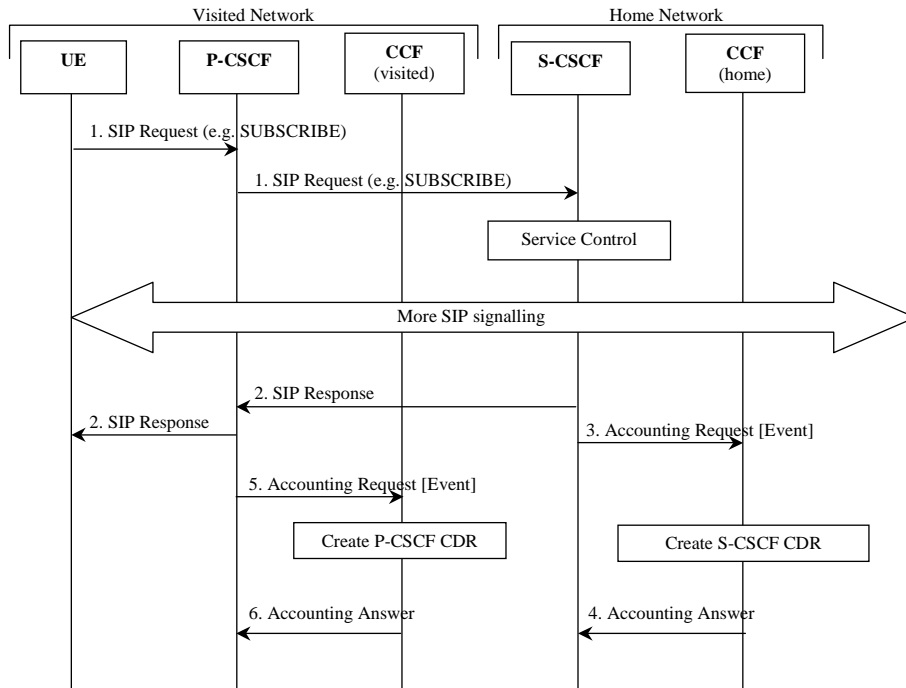 Visited Network
Home Network
UE
P-CSCF
CCF
(visited)
S-CSCF
CCF
(home)
1. SIP Request (e.g. SUBSCRIBE)
1. SIP Request (e.g. SUBSCRIBE)
Service Control
More SIP signalling
2. SIP Response
2. SIP Response
3. Accounting Request [Event]
5. Accounting Request [Event]
Create P-CSCF CDR
Create S-CSCF CDR
6. Accounting Answer
4. Accounting Answer